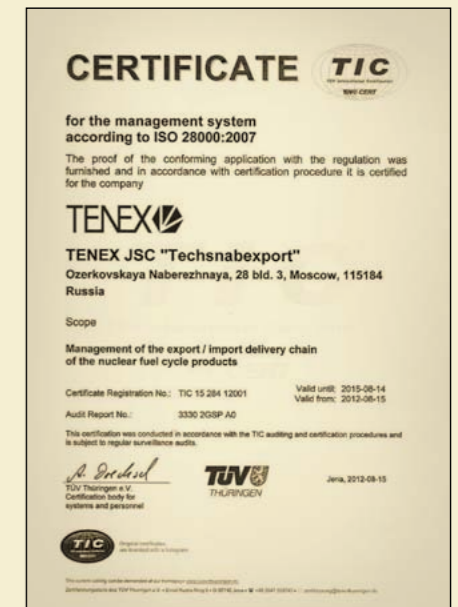 CERTIFICATE
TIC
TÜV CERT
for the management system
according to ISO 28000:2007
The proof of the conforming application with the regulation was
furnished and in accordance with certification procedure it is certified
for the company
TENEX
TENEX JSC "Techsnabexport"
Ozerkovskaya Naberezhnaya, 28 bld. 3, Moscow, 115184
Russia
Scope
Management of the export / import delivery chain
of the nuclear fuel cycle products
Certificate Registration No.: TIC 15 284 12001
Valid until: 2015-08-14
Valid from: 2012-08-15
Audit Report No.: 3330 2GSP A0
This certification was conducted in accordance with the TIC auditing and certification procedures and
is subject to regular surveillance audits.
TÜV Thüringen e.V.
Certification body for
systems and personnel
TÜV
THÜRINGEN
Jena, 2012-08-15
TIC